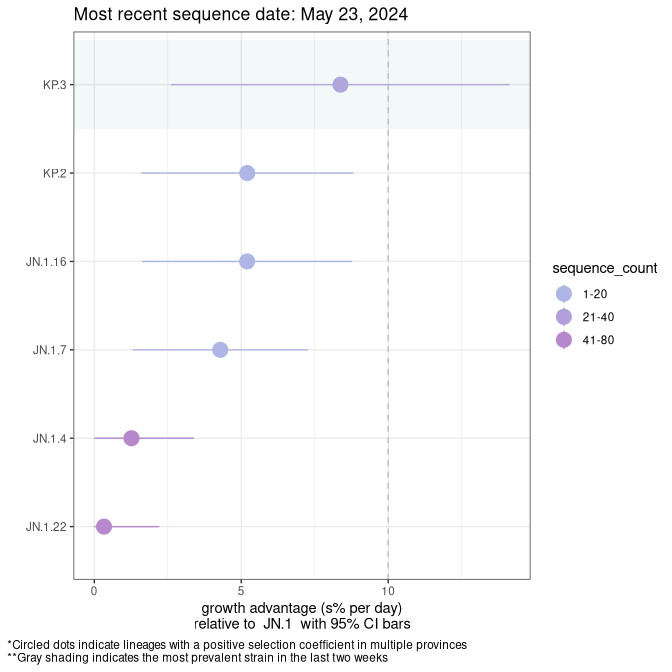 Most recent sequence date: May 23, 2024
KP.3
KP.2
JN.1.16
JN.1.7
JN.1.4
JN.1.22
0 5 10
growth advantage (s% per day)
relative to JN.1 with 95% CI bars
sequence_count
1-20
21-40
41-80
*Circled dots indicate lineages with a positive selection coefficient in multiple provinces
**Gray shading indicates the most prevalent strain in the last two weeks